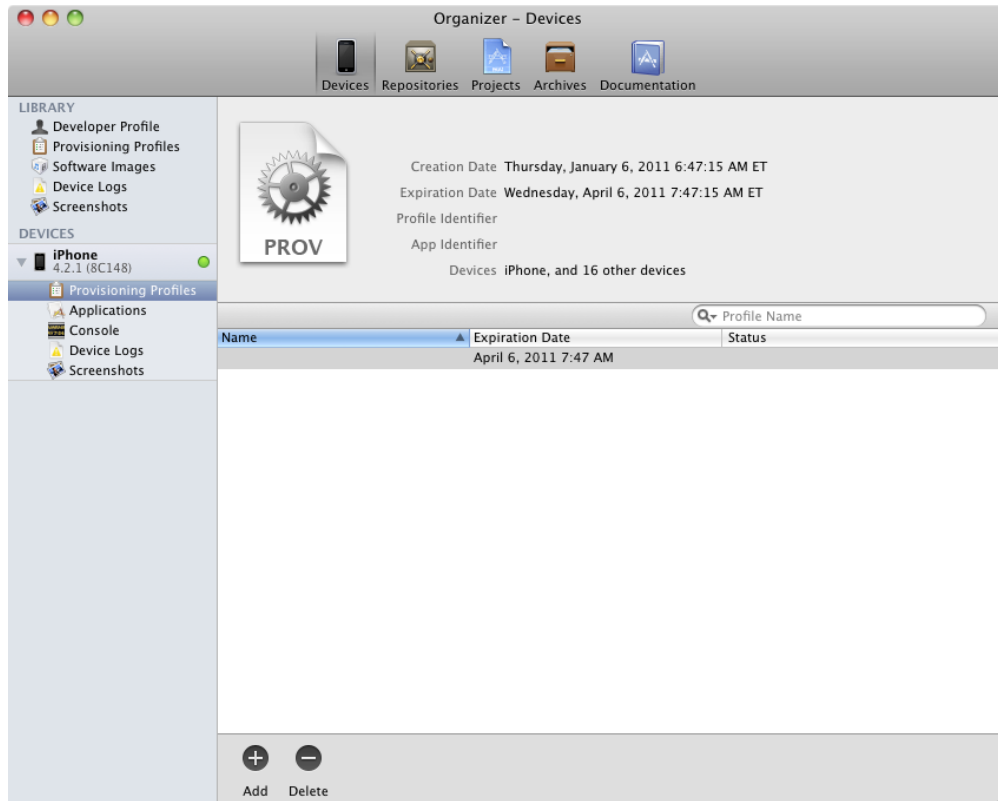 Organizer – Devices
Devices Repositories Projects Archives Documentation
LIBRARY
Developer Profile
Provisioning Profiles
Software Images
Device Logs
Screenshots
DEVICES
iPhone
4.2.1 (8C148)
Provisioning Profiles
Applications
Console
Device Logs
Screenshots
PROV
Creation Date Thursday, January 6, 2011 6:47:15 AM ET
Expiration Date Wednesday, April 6, 2011 7:47:15 AM ET
Profile Identifier
App Identifier
Devices iPhone, and 16 other devices
Profile Name
Name Expiration Date Status
April 6, 2011 7:47 AM
Add Delete